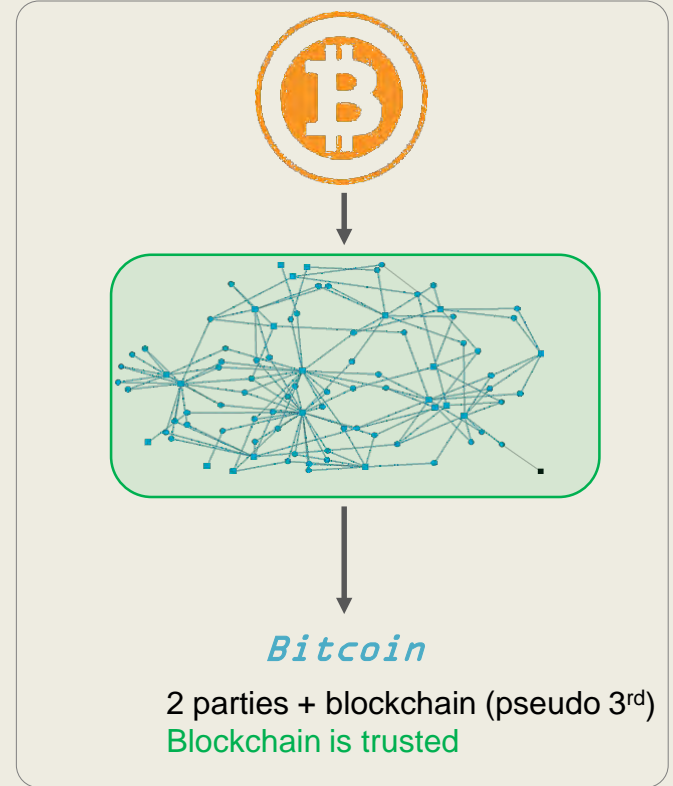 Bitcoin
2 parties + blockchain (pseudo 3rd)
Blockchain is trusted